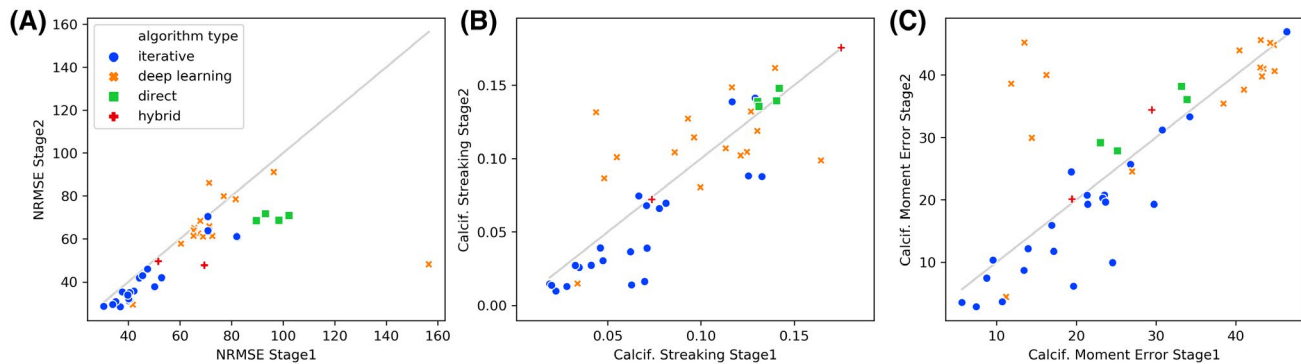 (A)
NRMSE Stage2
160
140
120
100
80
60
40
algorithm type
iterative
deep learning
direct
hybrid
40 60 80 100 120 140 160
NRMSE Stage1
(B)
Calcif. Streaking Stage2
0.15
0.10
0.05
0.00
0.05 0.10 0.15
Calcif. Streaking Stage1
(C)
Calcif. Moment Error Stage2
40
30
20
10
10 20 30 40
Calcif. Moment Error Stage1